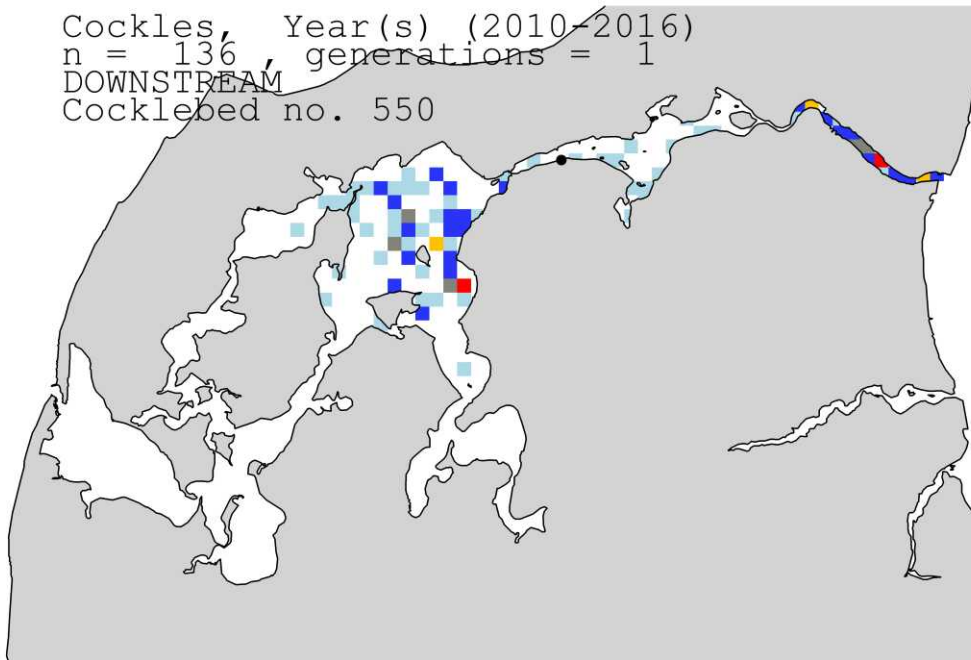 Cockles, Year(s) (2010-2016)
n = 136 , generations = 1
DOWNSTREAM
Cocklebed no. 550